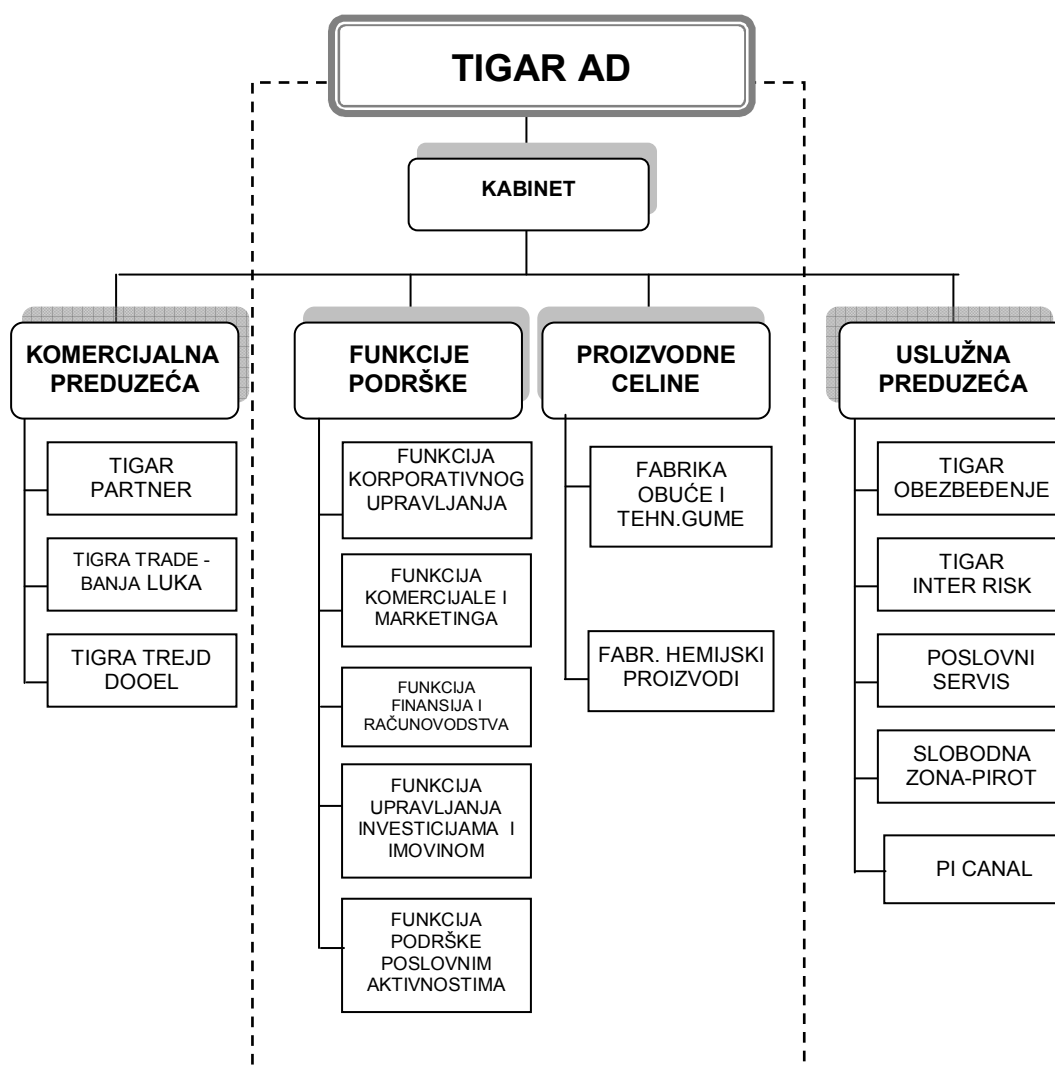 TIGAR AD
KABINET
KOMERCIJALNA
PREDUZEĆA
TIGAR
PARTNER
TIGRA TRADE -
BANJA LUKA
TIGRA TREJD
DOOEL
FUNKCIJE
PODRŠKE
FUNKCIJA
KORPORATIVNOG
UPRAVLJANJA
FUNKCIJA
KOMERCIJALE I
MARKETINGA
FUNKCIJA
FINANSIJA I
RAČUNOVODSTVA
FUNKCIJA
UPRAVLJANJA
INVESTICIJAMA I
IMOVINOM
FUNKCIJA
PODRŠKE
POSLOVNIM
AKTIVNOSTIMA
PROIZVODNE
CELINE
FABRIKA
OBUĆE I
TEHN.GUME
FABR. HEMIJSKI
PROIZVODI
USLUŽNA
PREDUZEĆA
TIGAR
OBEZBEĐENJE
TIGAR
INTER RISK
POSLOVNI
SERVIS
SLOBODNA
ZONA-PIROT
PI CANAL